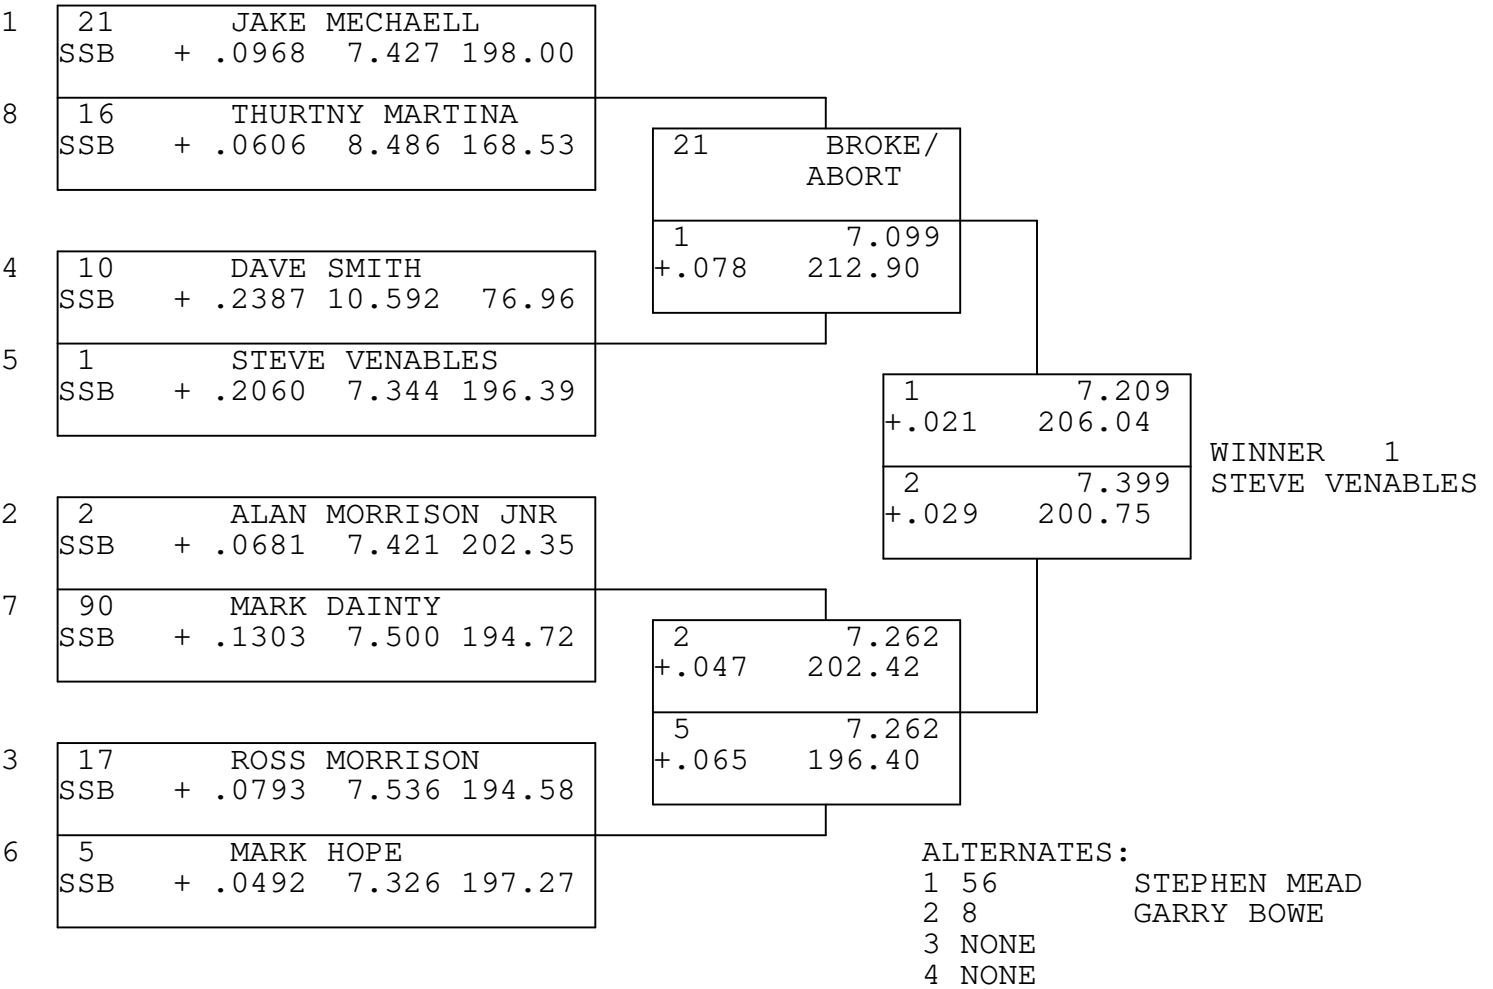 1 21 JAKE MECHAELL
SSB + .0968 7.427 198.00
8 16 THURTNY MARTINA
SSB + .0606 8.486 168.53
21 BROKE/
ABORT
1 7.099
+.078 212.90
4 10 DAVE SMITH
SSB + .2387 10.592 76.96
5 1 STEVE VENABLES
SSB + .2060 7.344 196.39
1 7.209
+.021 206.04
2 7.399
+.029 200.75
WINNER 1
STEVE VENABLES
2 2 ALAN MORRISON JNR
SSB + .0681 7.421 202.35
7 90 MARK DAINTY
SSB + .1303 7.500 194.72
2 7.262
+.047 202.42
5 7.262
+.065 196.40
3 17 ROSS MORRISON
SSB + .0793 7.536 194.58
6 5 MARK HOPE
SSB + .0492 7.326 197.27
ALTERNATES:
1 56 STEPHEN MEAD
2 8 GARRY BOWE
3 NONE
4 NONE